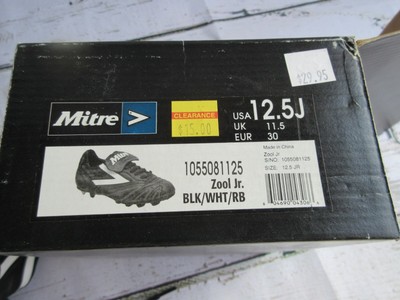 $29.95
Mitre
CLEARANCE
$15.00
USA 12.5J
UK 11.5
EUR 30
Made in China
Zool Jr
S/NO: 1055081125
SIZE: 12.5 JR
Mitre
1055081125
Zool Jr.
BLK/WHT/RB